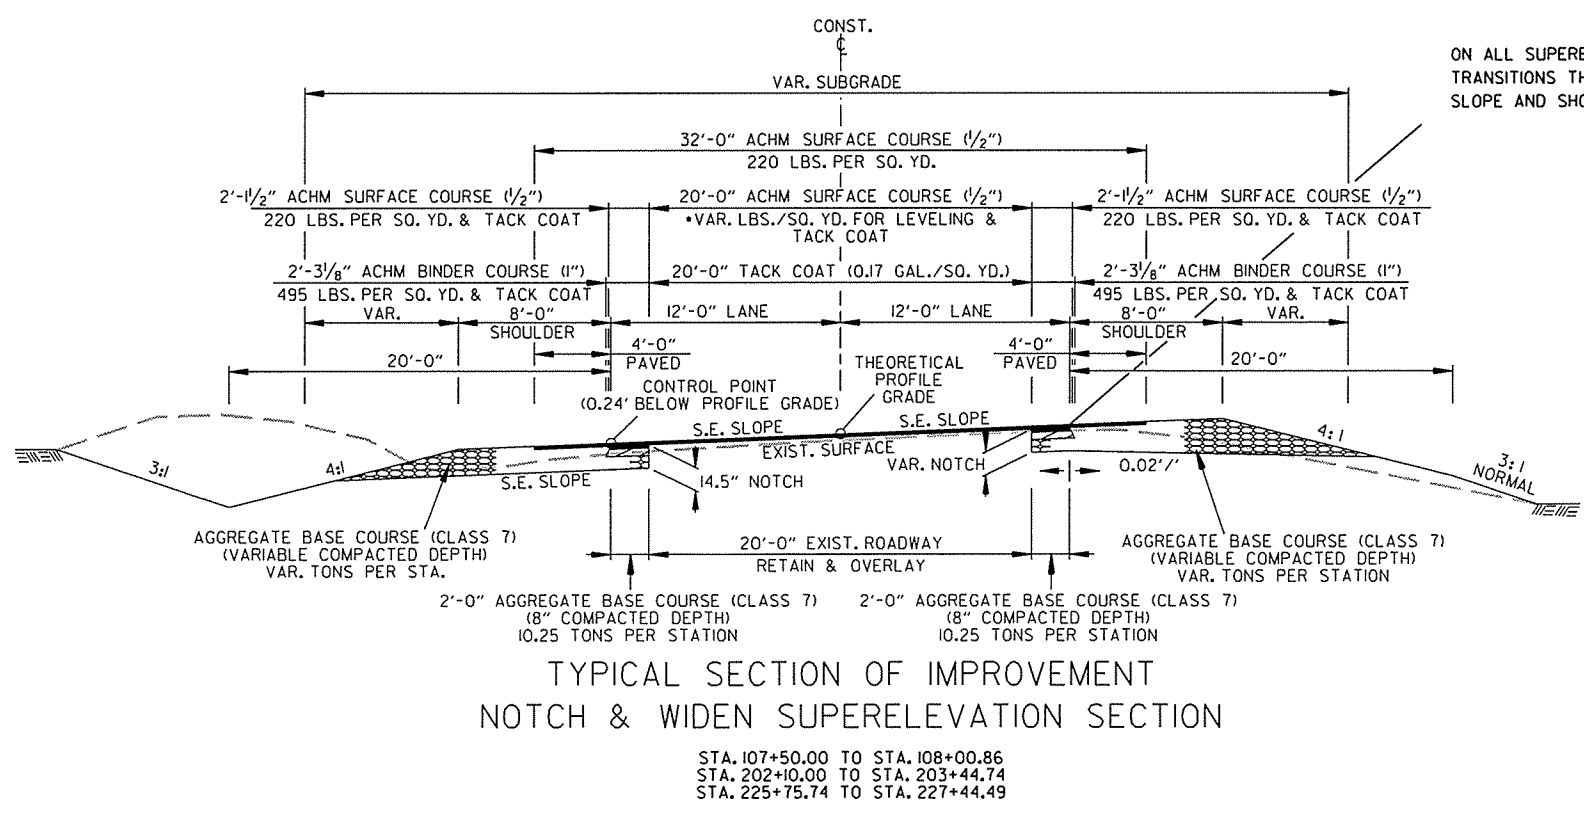 CONST.
℄
VAR. SUBGRADE
ON ALL SUPERE
TRANSITIONS TH
SLOPE AND SHO
32'-0" ACHM SURFACE COURSE (1/2")
220 LBS. PER SQ. YD.
2'-1 1/2" ACHM SURFACE COURSE (1/2")
220 LBS. PER SQ. YD. & TACK COAT
20'-0" ACHM SURFACE COURSE (1/2")
*VAR. LBS./SQ. YD. FOR LEVELING &
TACK COAT
2'-1 1/2" ACHM SURFACE COURSE (1/2")
220 LBS. PER SQ. YD. & TACK COAT
2'-3 1/8" ACHM BINDER COURSE (1")
495 LBS. PER SQ. YD. & TACK COAT
20'-0" TACK COAT (0.17 GAL./SQ. YD.)
2'-3 1/8" ACHM BINDER COURSE (1")
495 LBS. PER SQ. YD. & TACK COAT
VAR.
8'-0"
SHOULDER
12'-0" LANE
12'-0" LANE
8'-0"
SHOULDER
VAR.
20'-0"
4'-0"
PAVED
4'-0"
PAVED
20'-0"
CONTROL POINT
(0.24' BELOW PROFILE GRADE)
THEORETICAL
PROFILE
GRADE
S.E. SLOPE
S.E. SLOPE
EXIST. SURFACE
3:1
4:1
S.E. SLOPE
14.5" NOTCH
VAR. NOTCH
0.02'/'
4:1
3:1
NORMAL
AGGREGATE BASE COURSE (CLASS 7)
(VARIABLE COMPACTED DEPTH)
VAR. TONS PER STA.
20'-0" EXIST. ROADWAY
RETAIN & OVERLAY
AGGREGATE BASE COURSE (CLASS 7)
(VARIABLE COMPACTED DEPTH)
VAR. TONS PER STATION
2'-0" AGGREGATE BASE COURSE (CLASS 7)
(8" COMPACTED DEPTH)
10.25 TONS PER STATION
2'-0" AGGREGATE BASE COURSE (CLASS 7)
(8" COMPACTED DEPTH)
10.25 TONS PER STATION
TYPICAL SECTION OF IMPROVEMENT
NOTCH & WIDEN SUPERELEVATION SECTION
STA. 107+50.00 TO STA. 108+00.86
STA. 202+10.00 TO STA. 203+44.74
STA. 225+75.74 TO STA. 227+44.49